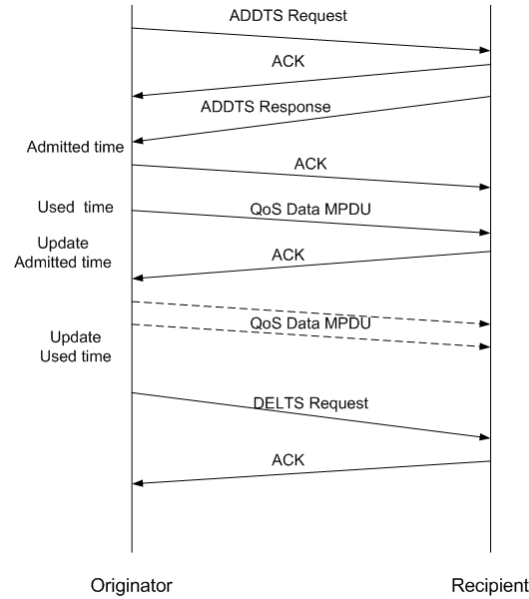 ADDTS Request
ACK
ADDTS Response
Admitted time
ACK
Used time
QoS Data MPDU
Update
Admitted time
ACK
QoS Data MPDU
Update
Used time
DELTS Request
ACK
Originator
Recipient